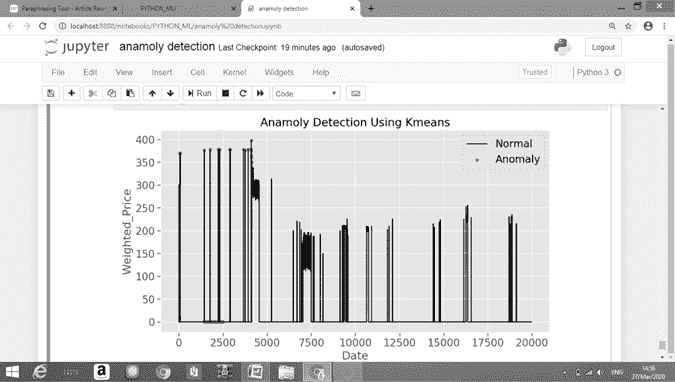 Paraphrasing Tool - Article Rev
PYTHON_ML/
anamoly detection
localhost:8888/notebooks/PYTHON_ML/anamoly%20detection.ipynb
jupyter anamoly detection Last Checkpoint: 19 minutes ago (autosaved)
Logout
File Edit View Insert Cell Kernel Widgets Help
Trusted Python 3
Run Code
Anamoly Detection Using Kmeans
Normal
Anomaly
400
350
300
250
200
150
100
50
0
Weighted_Price
0 2500 5000 7500 10000 12500 15000 17500 20000
Date
ENG
14:56
27/Mar/2020